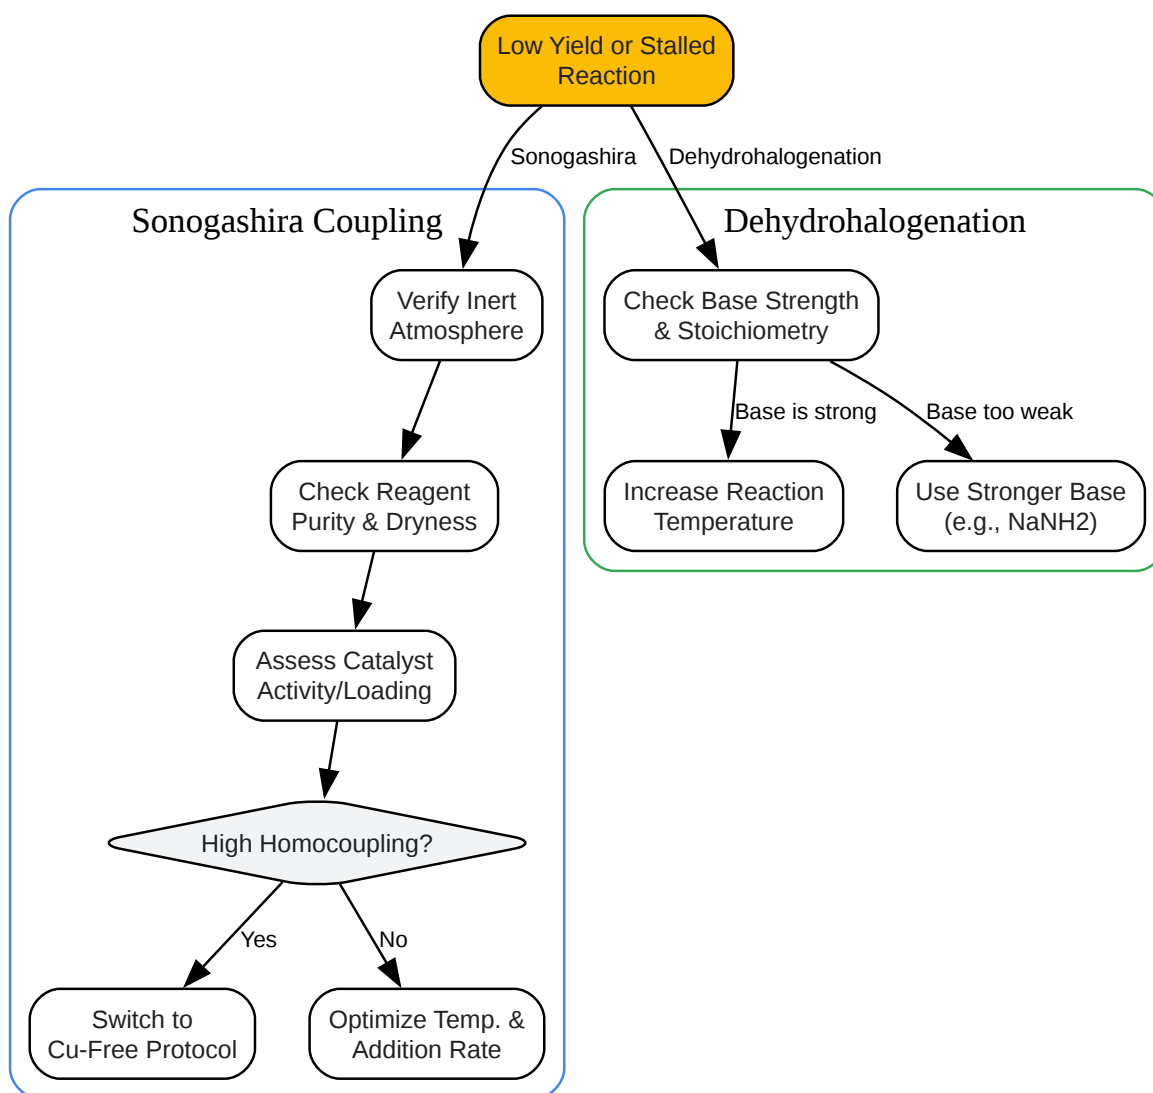 Low Yield or Stalled
Reaction
Sonogashira
Dehydrohalogenation
Sonogashira Coupling
Verify Inert
Atmosphere
Check Reagent
Purity & Dryness
Assess Catalyst
Activity/Loading
High Homocoupling?
Yes
No
Switch to
Cu-Free Protocol
Optimize Temp. &
Addition Rate
Dehydrohalogenation
Check Base Strength
& Stoichiometry
Base is strong
Base too weak
Increase Reaction
Temperature
Use Stronger Base
(e.g., NaNH2)